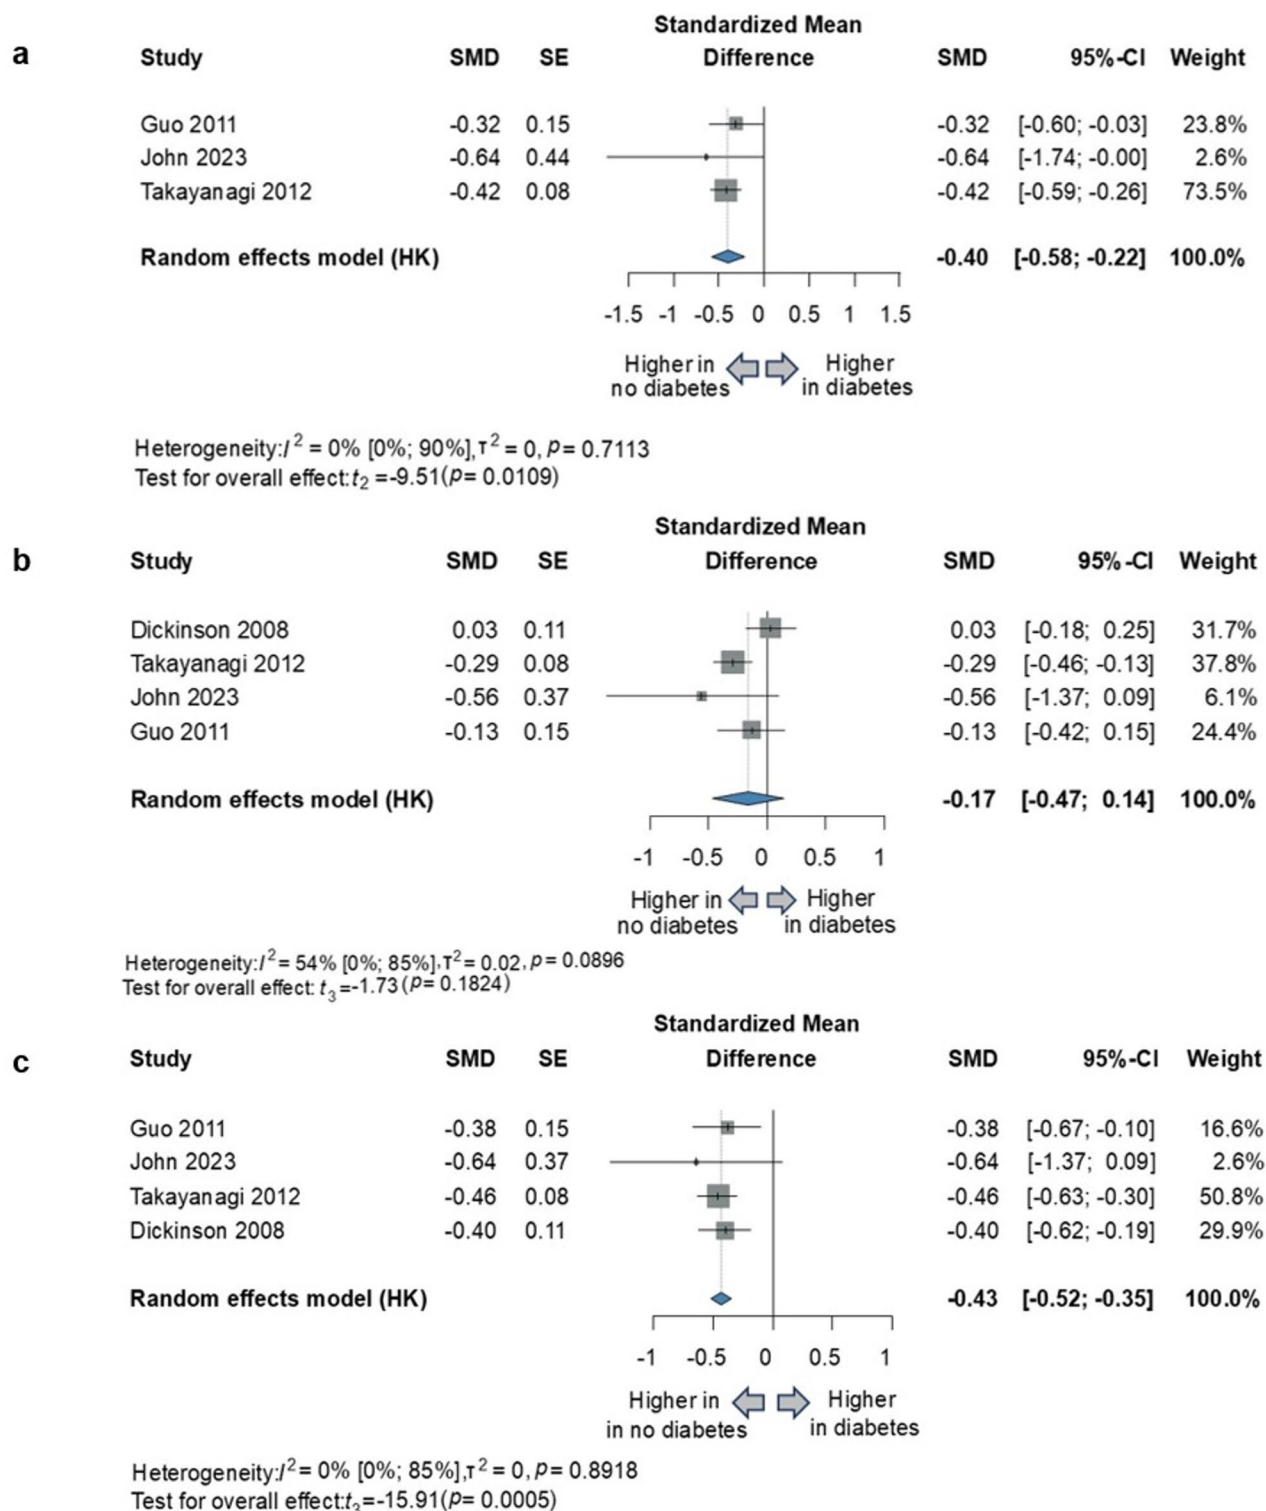 a
Standardized Mean
Study SMD SE Difference SMD 95%-CI Weight
Guo 2011 -0.32 0.15 -0.32 [-0.60; -0.03] 23.8%
John 2023 -0.64 0.44 -0.64 [-1.74; -0.00] 2.6%
Takayanagi 2012 -0.42 0.08 -0.42 [-0.59; -0.26] 73.5%
Random effects model (HK) -0.40 [-0.58; -0.22] 100.0%
-1.5 -1 -0.5 0 0.5 1 1.5
Higher in Higher
no diabetes in diabetes
Heterogeneity:I² = 0% [0%; 90%],τ² = 0, p = 0.7113
Test for overall effect:t₂ =-9.51(p= 0.0109)
Standardized Mean
b
Study SMD SE Difference SMD 95%-CI Weight
Dickinson 2008 0.03 0.11 0.03 [-0.18; 0.25] 31.7%
Takayanagi 2012 -0.29 0.08 -0.29 [-0.46; -0.13] 37.8%
John 2023 -0.56 0.37 -0.56 [-1.37; 0.09] 6.1%
Guo 2011 -0.13 0.15 -0.13 [-0.42; 0.15] 24.4%
Random effects model (HK) -0.17 [-0.47; 0.14] 100.0%
-1 -0.5 0 0.5 1
Higher in Higher
no diabetes in diabetes
Heterogeneity:I² = 54% [0%; 85%],τ² = 0.02, p = 0.0896
Test for overall effect: t₃ =-1.73 (p= 0.1824)
Standardized Mean
c
Study SMD SE Difference SMD 95%-CI Weight
Guo 2011 -0.38 0.15 -0.38 [-0.67; -0.10] 16.6%
John 2023 -0.64 0.37 -0.64 [-1.37; 0.09] 2.6%
Takayanagi 2012 -0.46 0.08 -0.46 [-0.63; -0.30] 50.8%
Dickinson 2008 -0.40 0.11 -0.40 [-0.62; -0.19] 29.9%
Random effects model (HK) -0.43 [-0.52; -0.35] 100.0%
-1 -0.5 0 0.5 1
Higher in Higher
in no diabetes in diabetes
Heterogeneity:I² = 0% [0%; 85%],τ² = 0, p = 0.8918
Test for overall effect:t₃=-15.91(p= 0.0005)